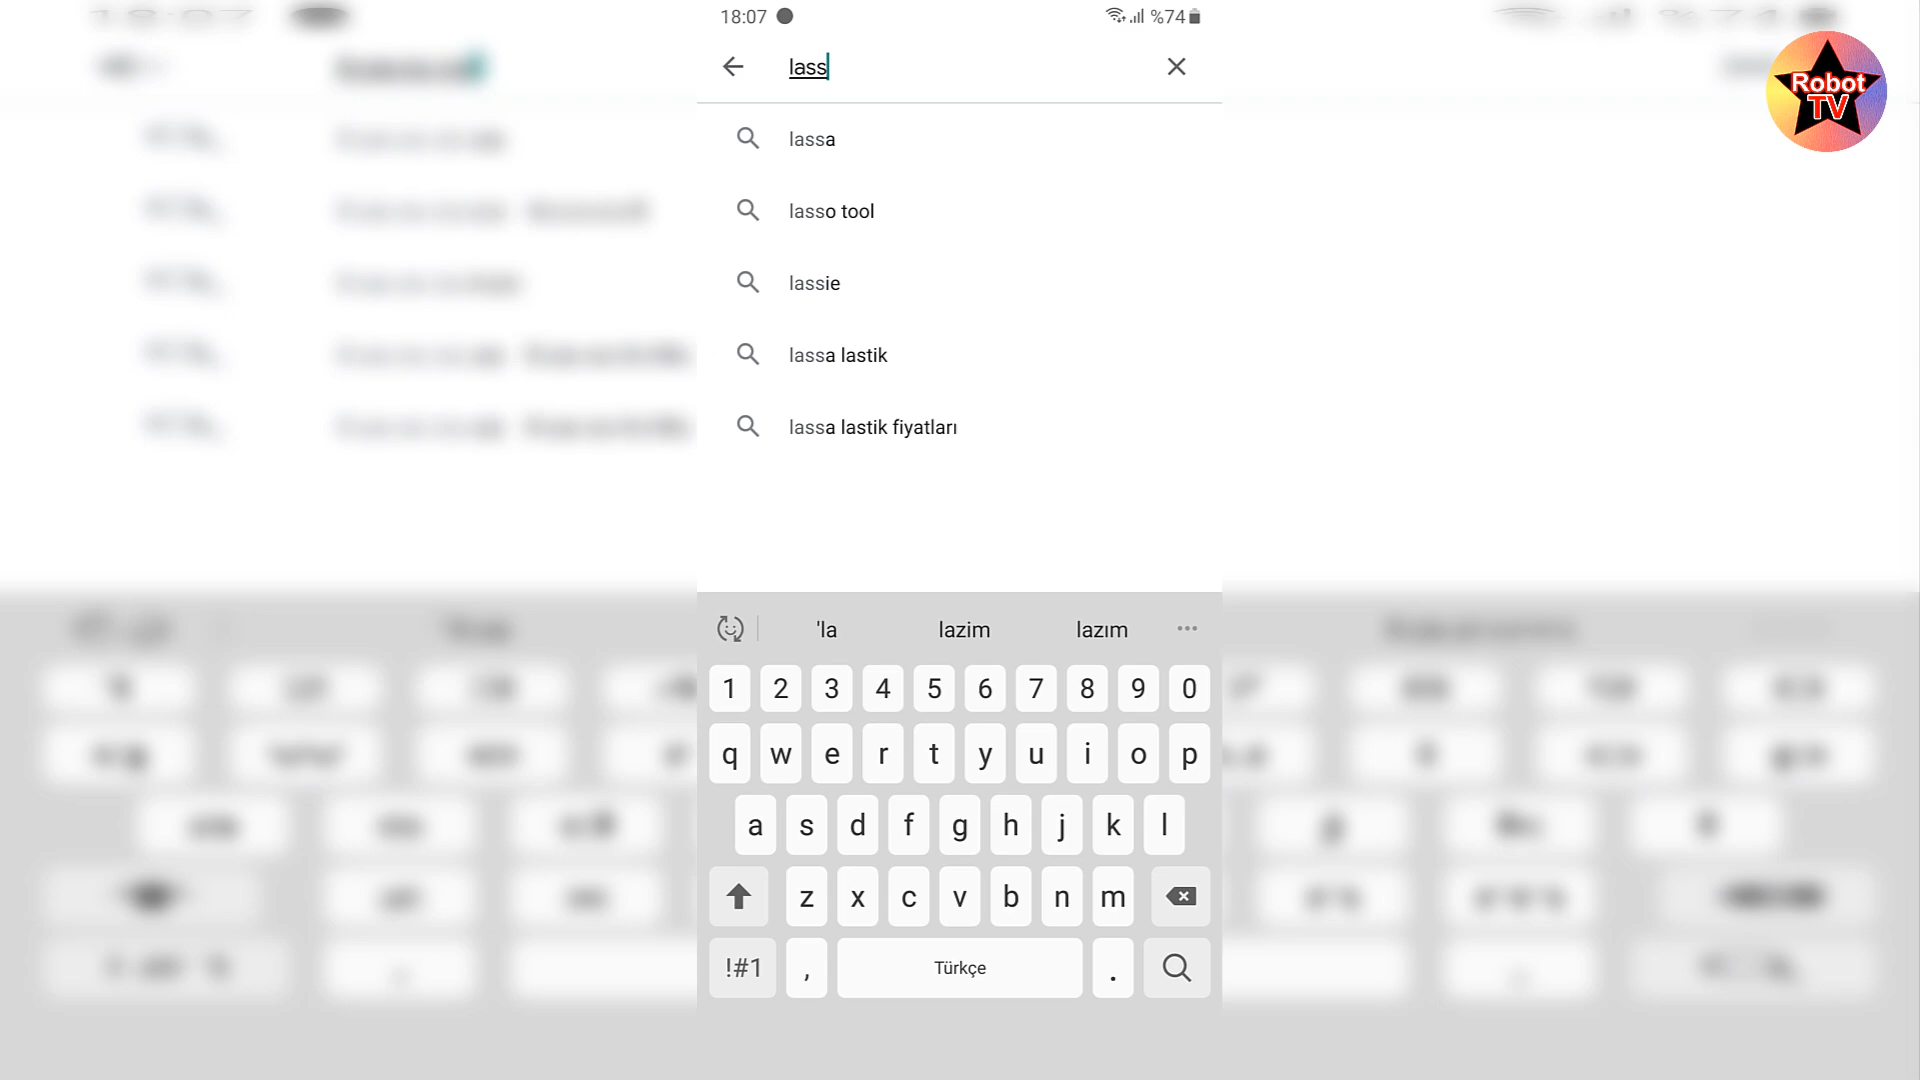 18:07 %74
lass
lassa
lasso tool
lassie
lassa lastik
lassa lastik fiyatları
'la lazim lazım
1 2 3 4 5 6 7 8 9 0
q w e r t y u i o p
a s d f g h j k l
z x c v b n m
!#1 , Türkçe .
Robot
TV